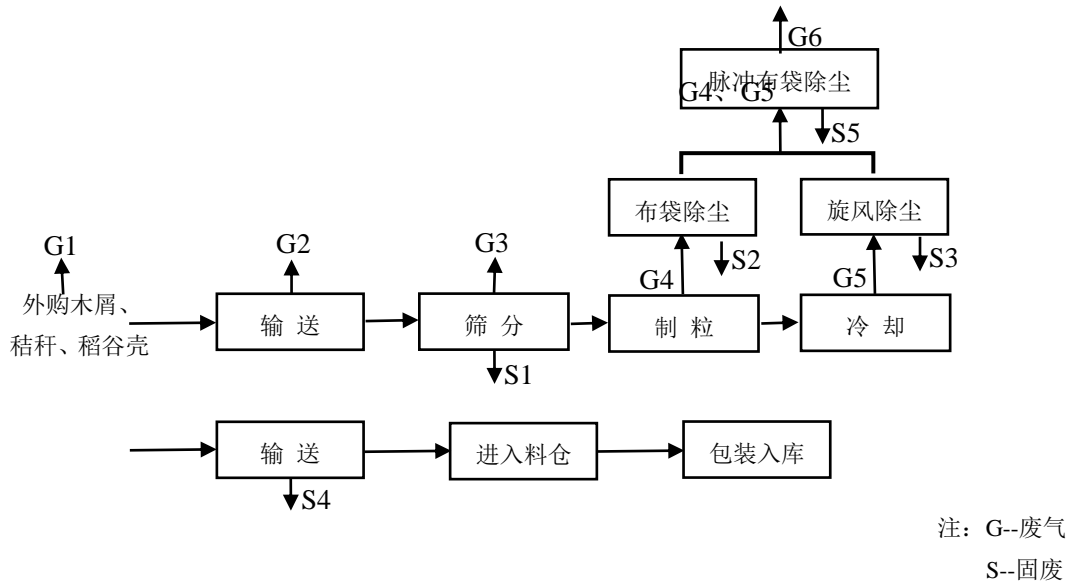 G6
脉冲布袋除尘
G4、G5
S5
布袋除尘
旋风除尘
G1
G2
G3
S2
S3
G4
G5
外购木屑、
秸秆、稻谷壳
输 送
筛 分
制 粒
冷 却
S1
输 送
进入料仓
包装入库
S4
注：G--废气
S--固废